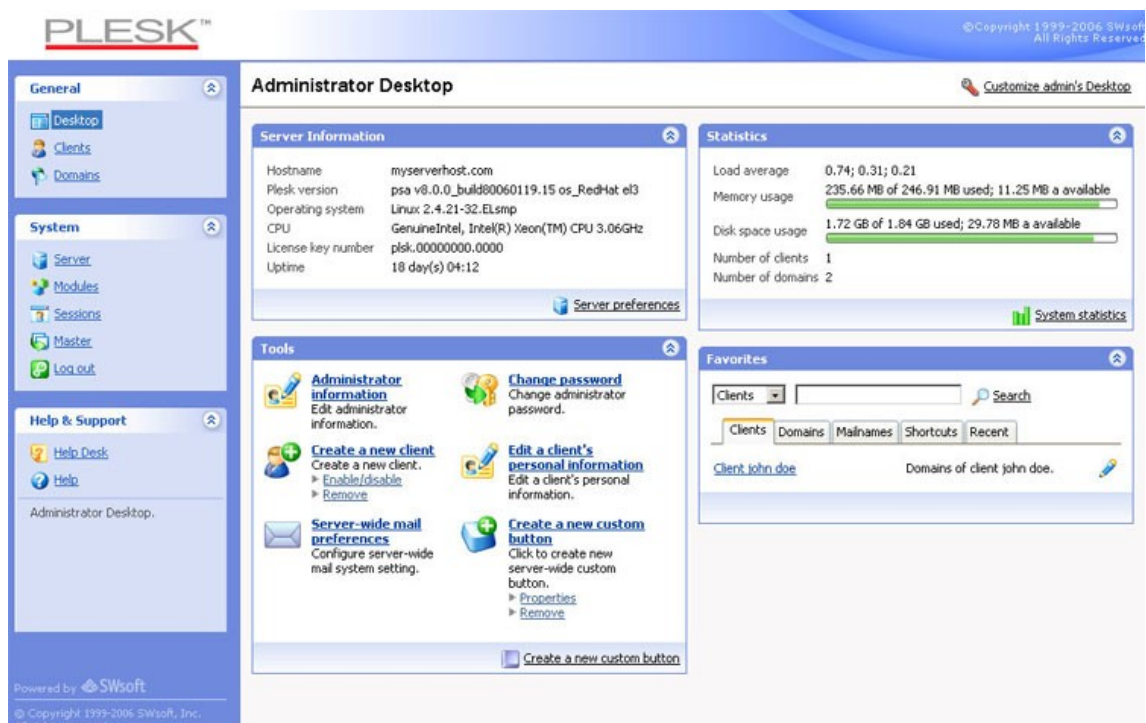 PLESK™
©Copyright 1999-2006 SWsoft
All Rights Reserved
General
Desktop
Clients
Domains
System
Server
Modules
Sessions
Master
Log out
Help & Support
Help Desk
Help
Administrator Desktop.
Powered by SWsoft
© Copyright 1999-2006 SWsoft, Inc.
Administrator Desktop
Customize admin's Desktop
Server Information
Hostname myserverhost.com
Plesk version psa v8.0.0_build80060119.15 os_RedHat el3
Operating system Linux 2.4.21-32.ELsmp
CPU GenuineIntel, Intel(R) Xeon(TM) CPU 3.06GHz
License key number plsk.00000000.0000
Uptime 18 day(s) 04:12
Server preferences
Tools
Administrator
information
Edit administrator
information.
Change password
Change administrator
password.
Create a new client
Create a new client.
Enable/disable
Remove
Edit a client's
personal information
Edit a client's personal
information.
Server-wide mail
preferences
Configure server-wide
mail system setting.
Create a new custom
button
Click to create new
server-wide custom
button.
Properties
Remove
Create a new custom button
Statistics
Load average 0.74; 0.31; 0.21
Memory usage 235.66 MB of 246.91 MB used; 11.25 MB a available
Disk space usage 1.72 GB of 1.84 GB used; 29.78 MB a available
Number of clients 1
Number of domains 2
System statistics
Favorites
Clients Search
Clients Domains Mailnames Shortcuts Recent
Client john doe Domains of client john doe.